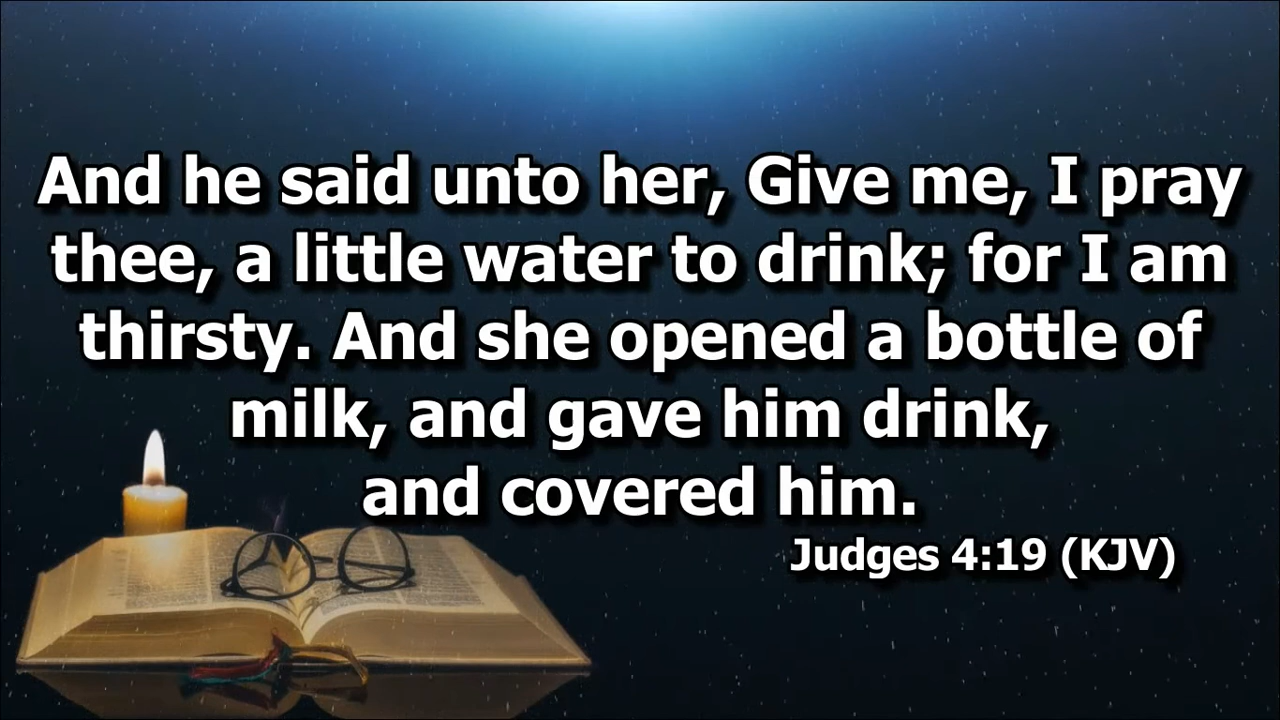 And he said unto her, Give me, I pray
thee, a little water to drink; for I am
thirsty. And she opened a bottle of
milk, and gave him drink,
and covered him.
Judges 4:19 (KJV)